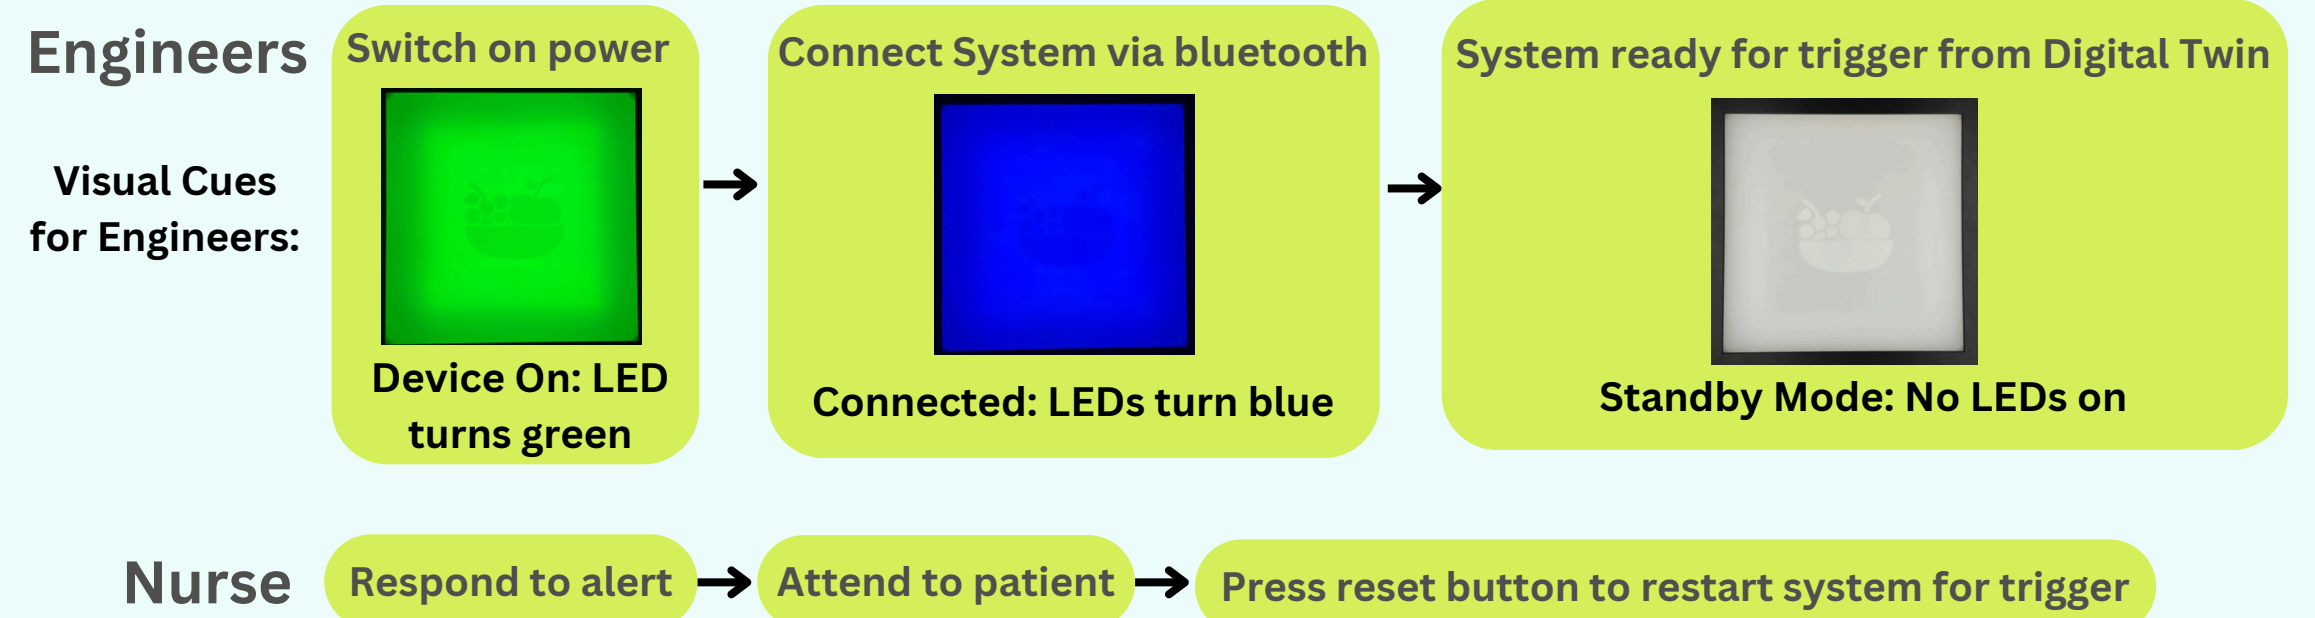 Engineers
Visual Cues
for Engineers:
Switch on power
Device On: LED
turns green
Connect System via bluetooth
Connected: LEDs turn blue
System ready for trigger from Digital Twin
Standby Mode: No LEDs on
Nurse
Respond to alert
Attend to patient
Press reset button to restart system for trigger